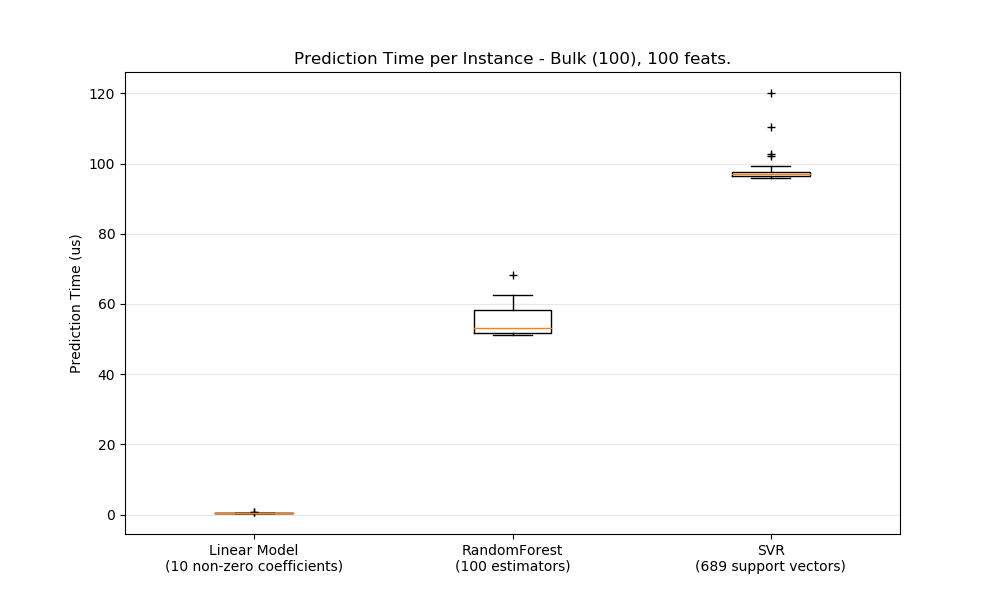 Prediction Time per Instance - Bulk (100), 100 feats.
120
100
80
60
40
20
0
Prediction Time (us)
Linear Model
(10 non-zero coefficients)
RandomForest
(100 estimators)
SVR
(689 support vectors)